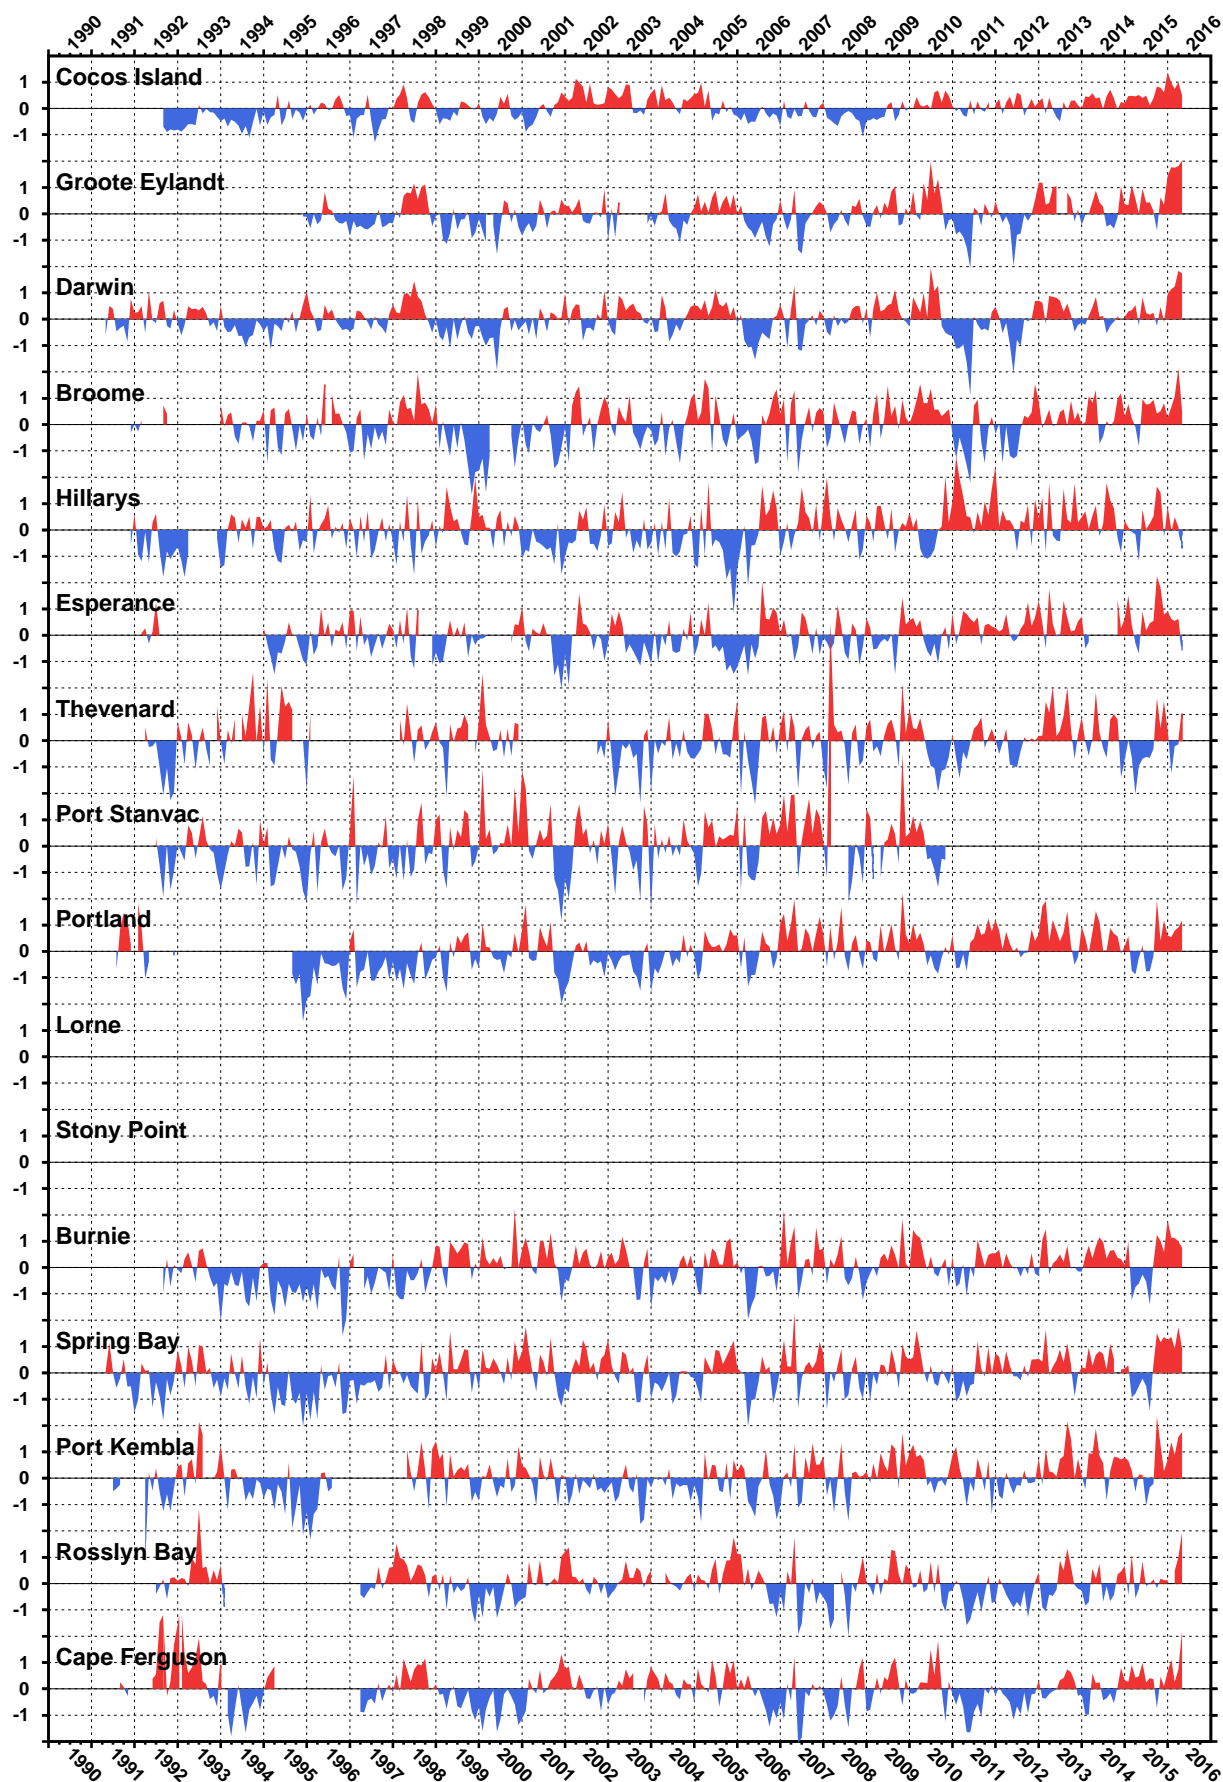 1990 1991 1992 1993 1994 1995 1996 1997 1998 1999 2000 2001 2002 2003 2004 2005 2006 2007 2008 2009 2010 2011 2012 2013 2014 2015 2016
Cocos Island
1
0
-1
Groote Eylandt
1
0
-1
Darwin
1
0
-1
Broome
1
0
-1
Hillarys
1
0
-1
Esperance
1
0
-1
Thevenard
1
0
-1
Port Stanvac
1
0
-1
Portland
1
0
-1
Lorne
1
0
-1
Stony Point
1
0
-1
Burnie
1
0
-1
Spring Bay
1
0
-1
Port Kembla
1
0
-1
Rosslyn Bay
1
0
-1
Cape Ferguson
1
0
-1
1990 1991 1992 1993 1994 1995 1996 1997 1998 1999 2000 2001 2002 2003 2004 2005 2006 2007 2008 2009 2010 2011 2012 2013 2014 2015 2016